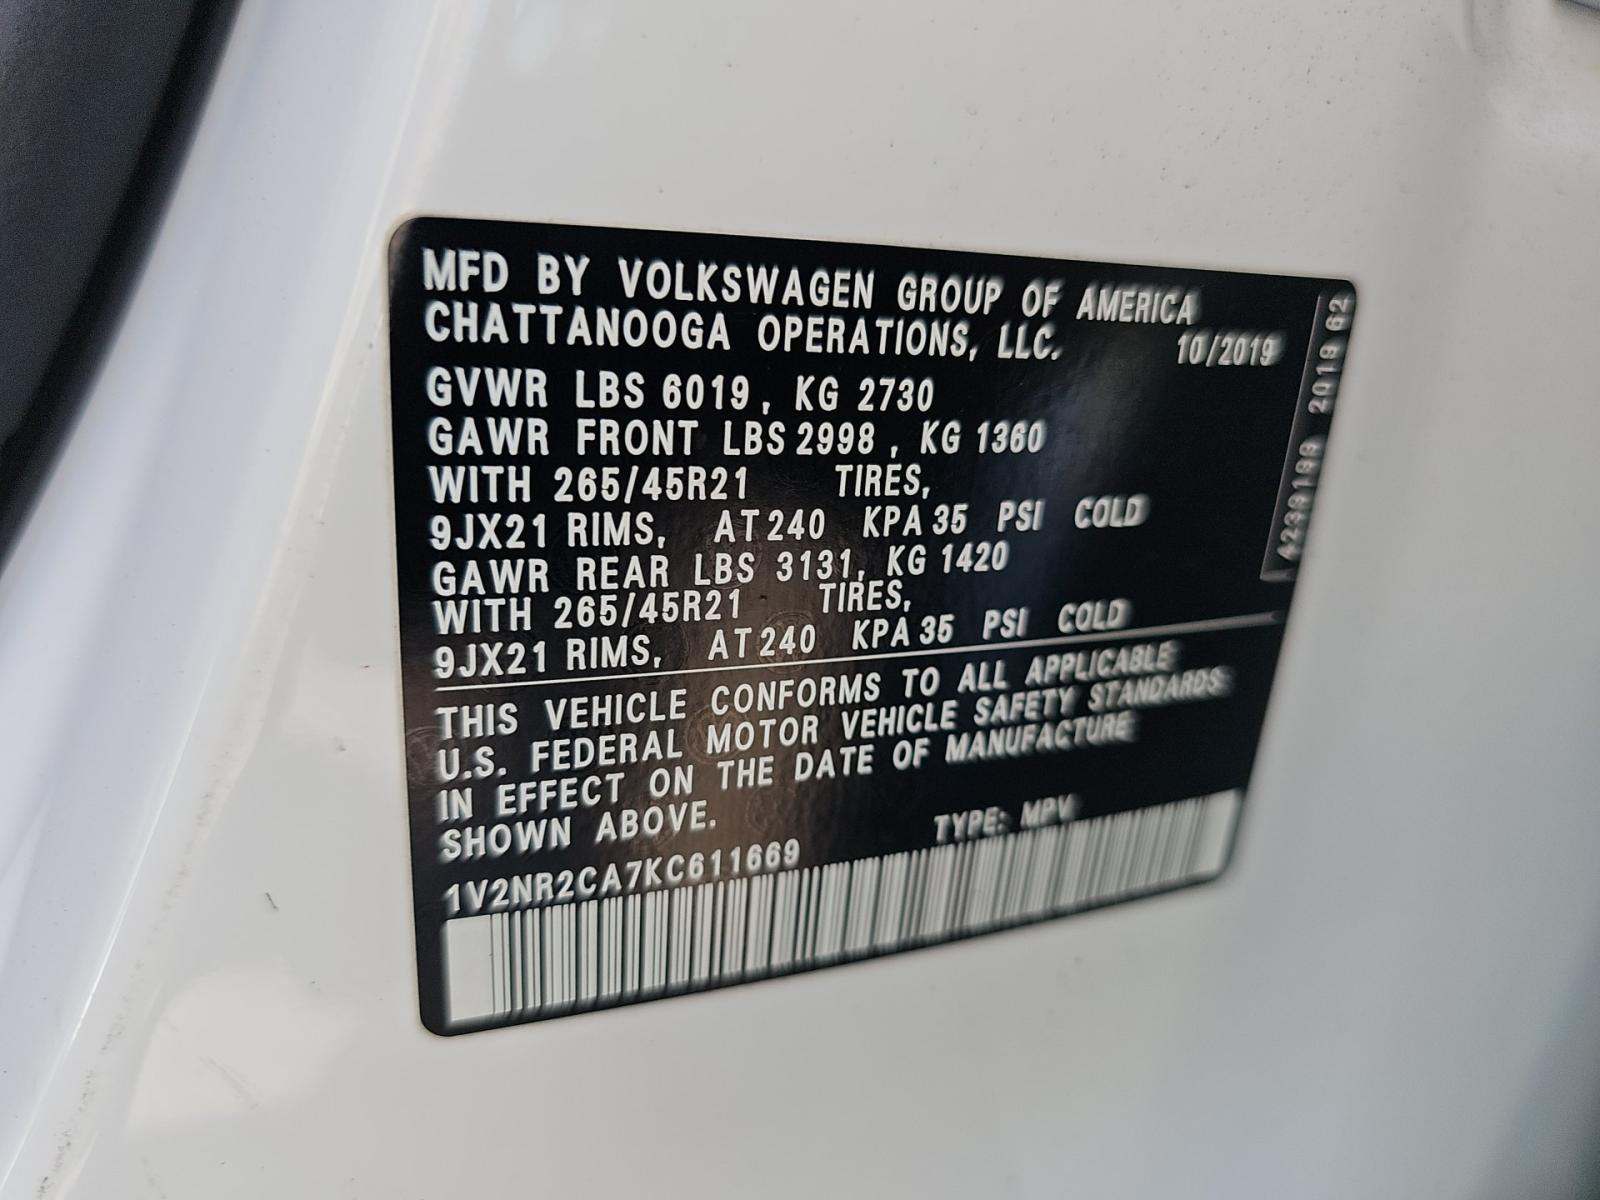 MFD BY VOLKSWAGEN GROUP OF AMERICA
CHATTANOOGA OPERATIONS, LLC. 10/2019
GVWR LBS 6019, KG 2730
GAWR FRONT LBS 2998, KG 1360
WITH 265/45R21 TIRES,
9JX21 RIMS, AT 240 KPA 35 PSI COLD
GAWR REAR LBS 3131, KG 1420
WITH 265/45R21 TIRES,
9JX21 RIMS, AT 240 KPA 35 PSI COLD
THIS VEHICLE CONFORMS TO ALL APPLICABLE
U.S. FEDERAL MOTOR VEHICLE SAFETY STANDARDS
IN EFFECT ON THE DATE OF MANUFACTURE
SHOWN ABOVE.
1V2NR2CA7KC611669 TYPE: MPV
2019 62